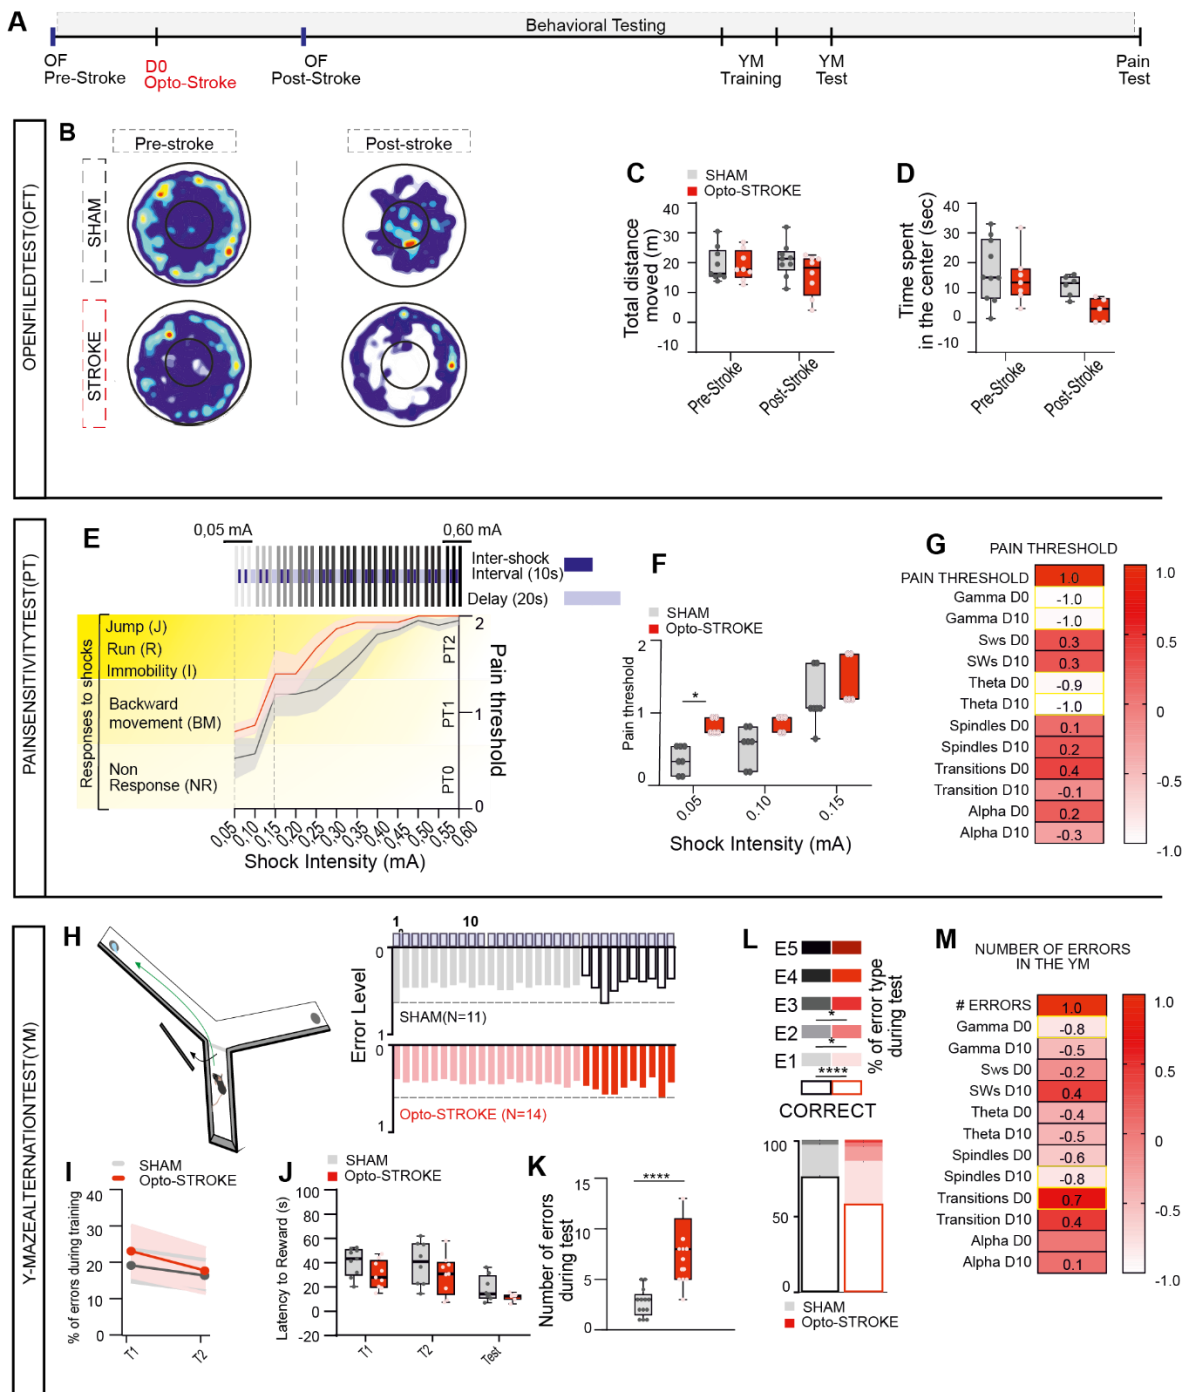 A
Behavioral Testing
OF
Pre-Stroke
D0
Opto-Stroke
OF
Post-Stroke
YM
Training
YM
Test
Pain
Test
OPENFILEDTEST(OFT)
B
Pre-stroke
Post-stroke
SHAM
STROKE
C
SHAM
Opto-STROKE
Total distance
moved (m)
40
30
20
10
0
-10
Pre-Stroke
Post-Stroke
D
Time spent
in the center (sec)
40
30
20
10
0
-10
Pre-Stroke
Post-Stroke
PAINSENSITIVITYTEST(PT)
E
0,05 mA
0,60 mA
Inter-shock
Interval (10s)
Delay (20s)
Responses to shocks
Jump (J)
Run (R)
Immobility (I)
Backward
movement (BM)
Non
Response (NR)
PT2
PT1
PT0
2
1
0
Pain threshold
0,05
0,10
0,15
0,20
0,25
0,30
0,35
0,40
0,45
0,50
0,55
0,60
Shock Intensity (mA)
F
SHAM
Opto-STROKE
Pain threshold
2
1
0
*
0.05
0.10
0.15
Shock Intensity (mA)
G
PAIN THRESHOLD
PAIN THRESHOLD 1.0
Gamma D0 -1.0
Gamma D10 -1.0
Sws D0 0.3
SWs D10 0.3
Theta D0 -0.9
Theta D10 -1.0
Spindles D0 0.1
Spindles D10 0.2
Transitions D0 0.4
Transition D10 -0.1
Alpha D0 0.2
Alpha D10 -0.3
1.0
0.5
0
-0.5
-1.0
Y-MAZEALTERNATIONTEST(YM)
H
1
10
Error Level
0
1
SHAM(N=11)
0
1
Opto-STROKE (N=14)
I
SHAM
Opto-STROKE
% of errors during training
40
30
20
10
0
T1
T2
J
SHAM
Opto-STROKE
Latency to Reward (s)
100
80
60
40
20
0
-20
T1
T2
Test
K
Number of errors
during test
15
10
5
0
****
L
E5
E4
E3
*
E2
*
E1
****
CORRECT
% of error type
during test
100
50
0
SHAM
Opto-STROKE
M
NUMBER OF ERRORS
IN THE YM
# ERRORS 1.0
Gamma D0 -0.8
Gamma D10 -0.5
Sws D0 -0.2
SWs D10 0.4
Theta D0 -0.4
Theta D10 -0.5
Spindles D0 -0.6
Spindles D10 -0.8
Transitions D0 0.7
Transition D10 0.4
Alpha D0
Alpha D10 0.1
1.0
0.5
0
-0.5
-1.0